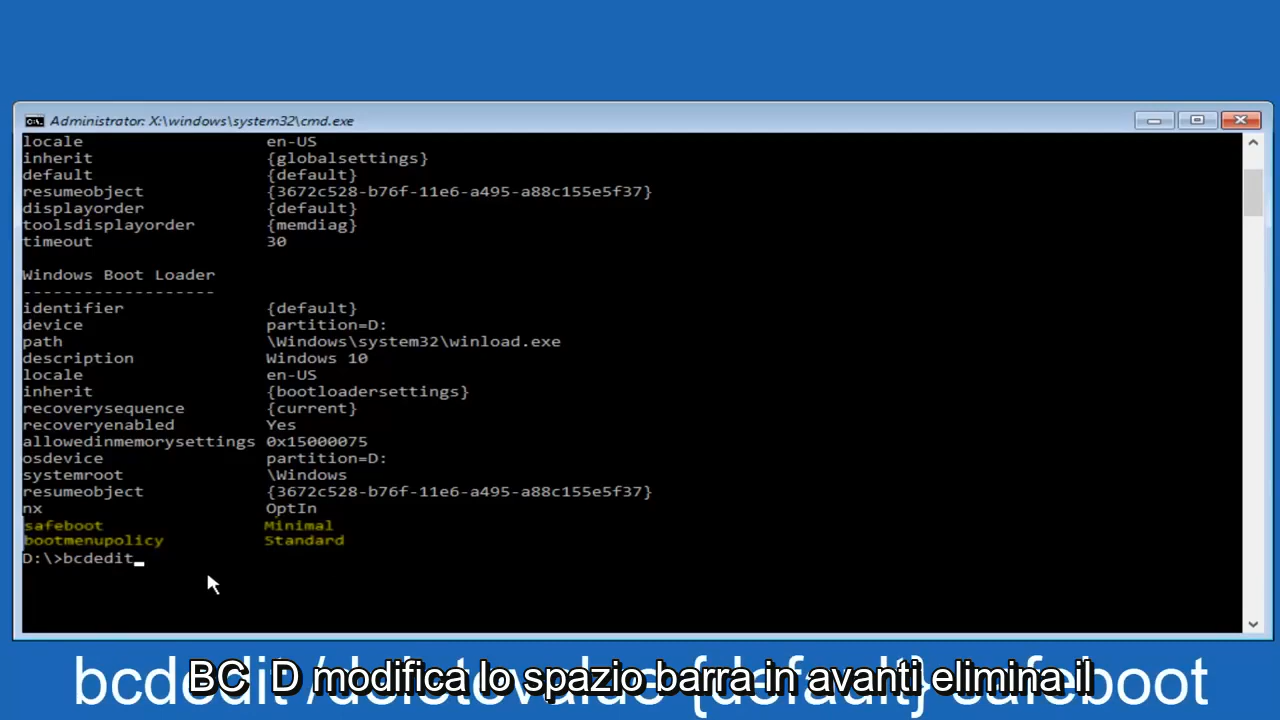 Administrator: X:\windows\system32\cmd.exe
locale en-US
inherit {globalsettings}
default {default}
resumeobject {3672c528-b76f-11e6-a495-a88c155e5f37}
displayorder {default}
toolsdisplayorder {memdiag}
timeout 30
Windows Boot Loader
-------------------
identifier {default}
device partition=D:
path \Windows\system32\winload.exe
description Windows 10
locale en-US
inherit {bootloadersettings}
recoverysequence {current}
recoveryenabled Yes
allowedinmemorysettings 0x15000075
osdevice partition=D:
systemroot \Windows
resumeobject {3672c528-b76f-11e6-a495-a88c155e5f37}
nx OptIn
safeboot Minimal
bootmenupolicy Standard
D:\>bcdedit
BC D modifica lo spazio barra in avanti elimina il
bcdedit /deletevalue {default} safeboot